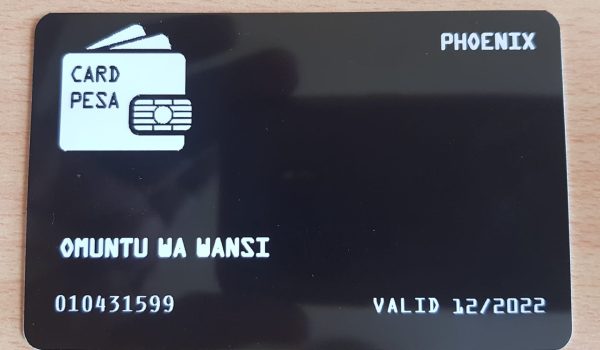 PHOENIX
CARD
PESA
OMUNTU WA WANSI
010431599
VALID 12/2022